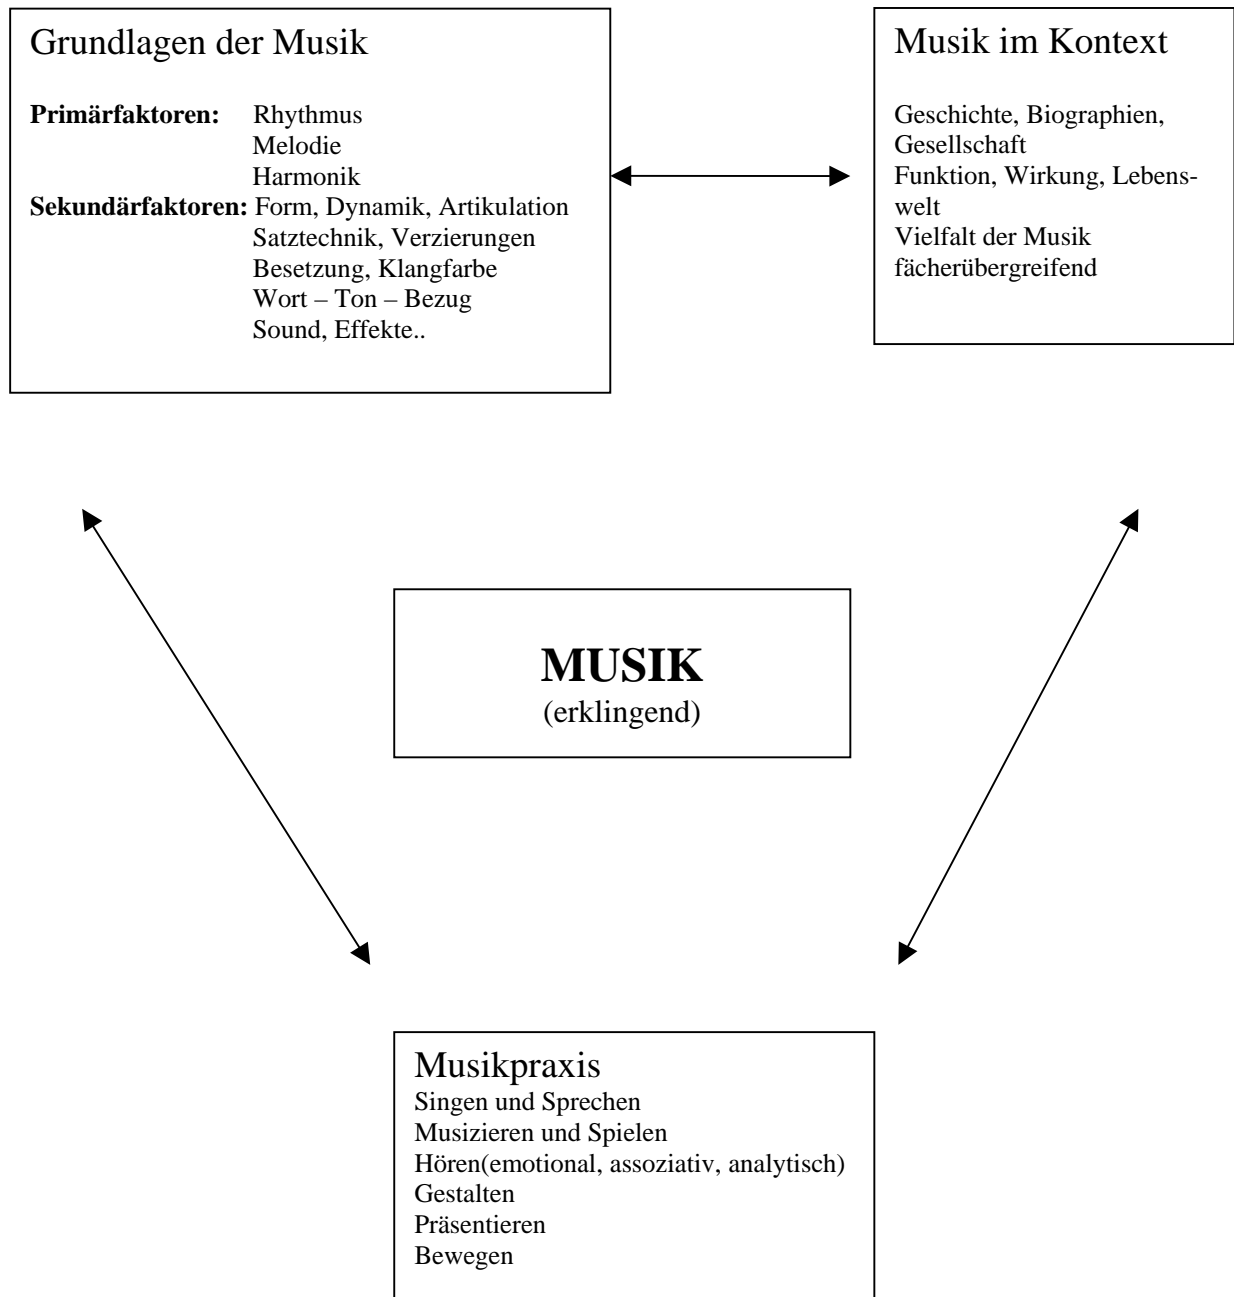 Grundlagen der Musik
Primärfaktoren: Rhythmus
Melodie
Harmonik
Sekundärfaktoren: Form, Dynamik, Artikulation
Satztechnik, Verzierungen
Besetzung, Klangfarbe
Wort – Ton – Bezug
Sound, Effekte..
Musik im Kontext
Geschichte, Biographien,
Gesellschaft
Funktion, Wirkung, Lebens-
welt
Vielfalt der Musik
fächerübergreifend
MUSIK
(erklingend)
Musikpraxis
Singen und Sprechen
Musizieren und Spielen
Hören(emotional, assoziativ, analytisch)
Gestalten
Präsentieren
Bewegen